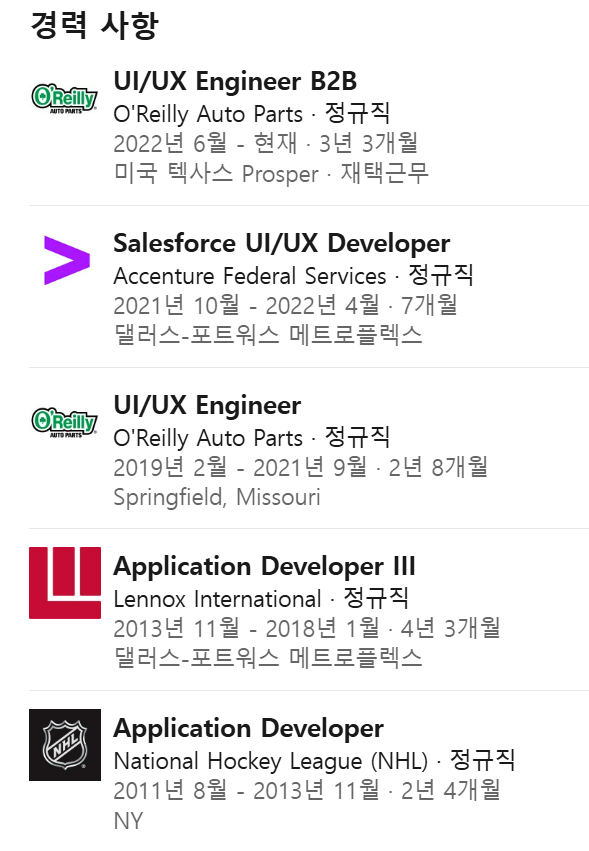 경력 사항
O'Reilly
AUTO PARTS
UI/UX Engineer B2B
O'Reilly Auto Parts · 정규직
2022년 6월 - 현재 · 3년 3개월
미국 텍사스 Prosper · 재택근무
Salesforce UI/UX Developer
Accenture Federal Services · 정규직
2021년 10월 - 2022년 4월 · 7개월
댈러스-포트워스 메트로플렉스
O'Reilly
AUTO PARTS
UI/UX Engineer
O'Reilly Auto Parts · 정규직
2019년 2월 - 2021년 9월 · 2년 8개월
Springfield, Missouri
Application Developer III
Lennox International · 정규직
2013년 11월 - 2018년 1월 · 4년 3개월
댈러스-포트워스 메트로플렉스
NHL
Application Developer
National Hockey League (NHL) · 정규직
2011년 8월 - 2013년 11월 · 2년 4개월
NY